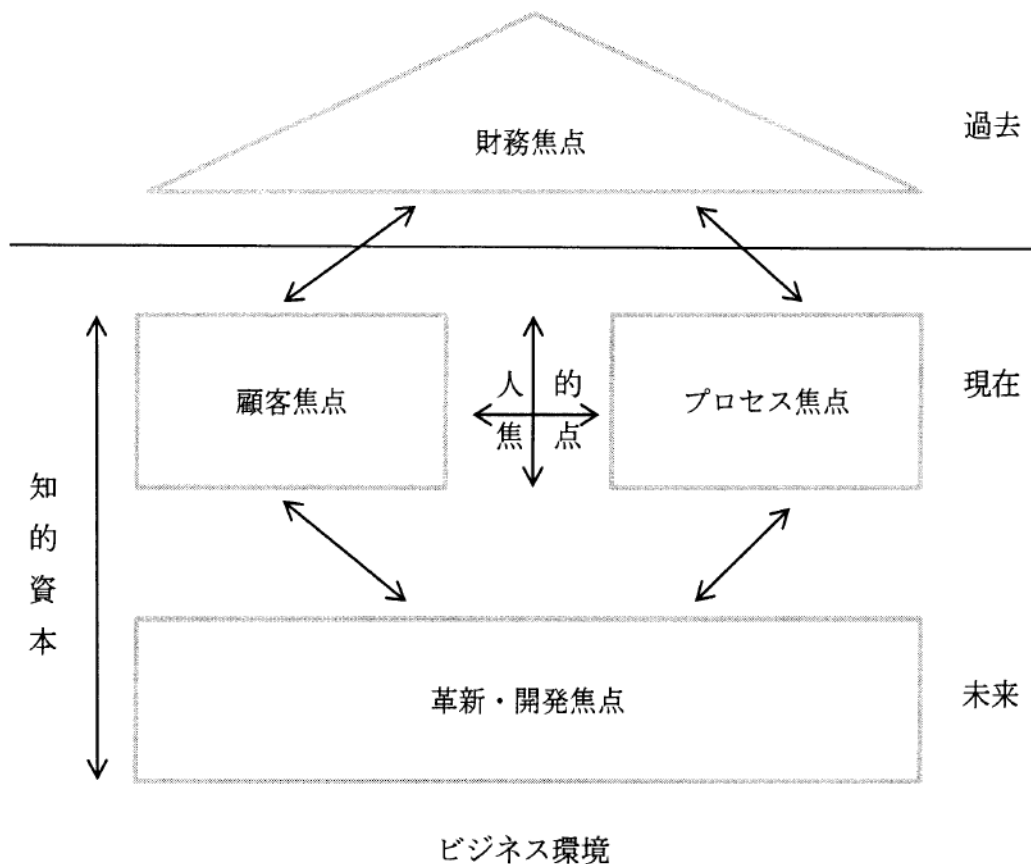 財務焦点
過去
顧客焦点
人的
焦点
プロセス焦点
現在
知的資本
革新・開発焦点
未来
ビジネス環境